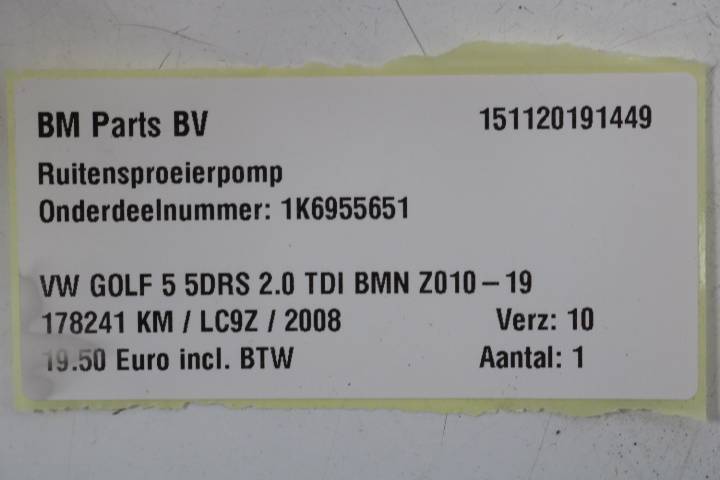 BM Parts BV 151120191449
Ruitensproeierpomp
Onderdeelnummer: 1K6955651
VW GOLF 5 5DRS 2.0 TDI BMN Z010-19
178241 KM / LC9Z / 2008 Verz: 10
19.50 Euro incl. BTW Aantal: 1